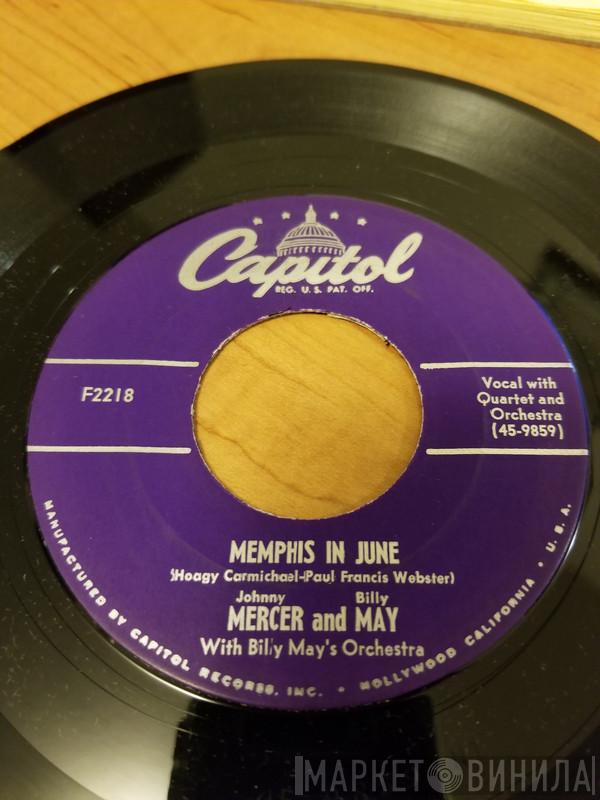 Capitol
REG. U. S. PAT. OFF.
F2218
Vocal with
Quartet and
Orchestra
(45-9859)
MEMPHIS IN JUNE
(Hoagy Carmichael-Paul Francis Webster)
Johnny Billy
MERCER and MAY
With Billy May's Orchestra
MANUFACTURED BY CAPITOL RECORDS, INC. • HOLLYWOOD CALIFORNIA • U. S. A.
МАРКЕТ ВИНИЛА